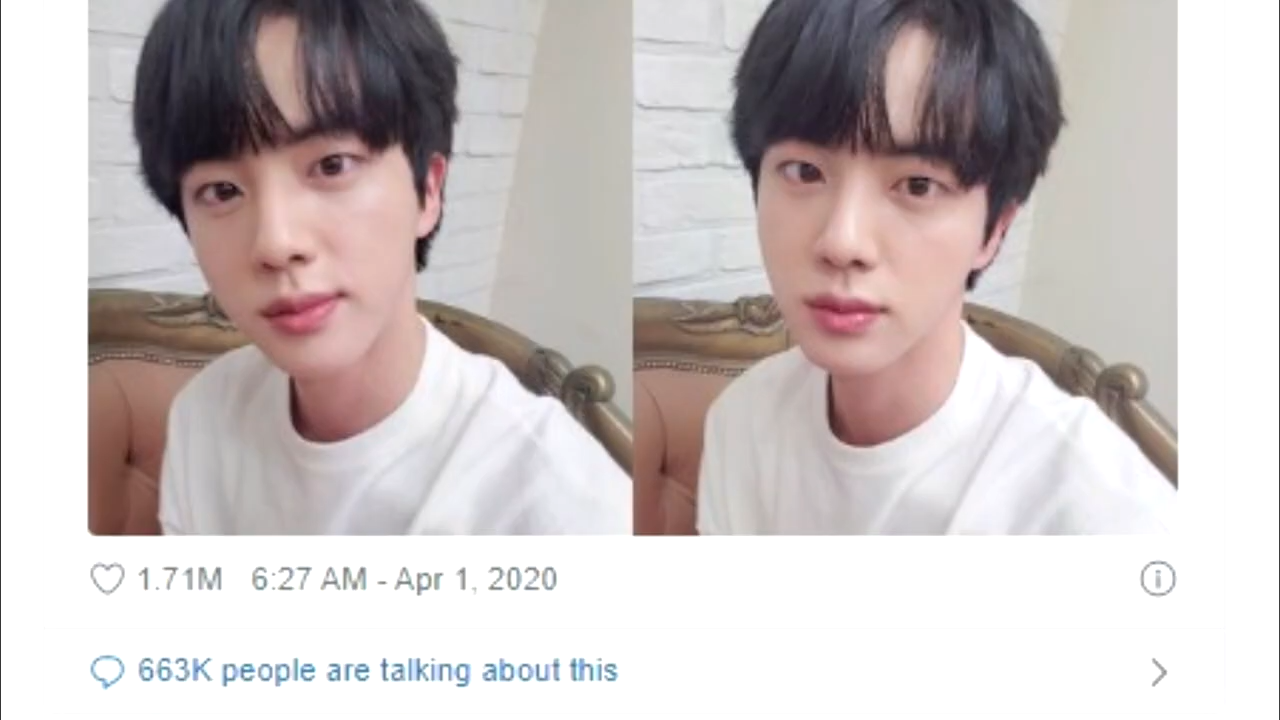 1.71M 6:27 AM - Apr 1, 2020
663K people are talking about this